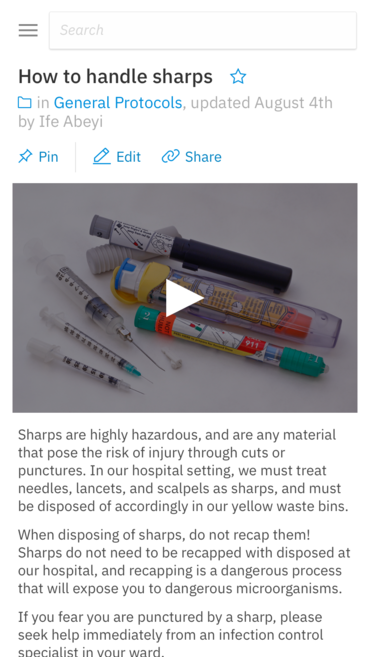 Search
How to handle sharps
in General Protocols, updated August 4th
by Ife Abeyi
Pin Edit Share
911
Sharps are highly hazardous, and are any material
that pose the risk of injury through cuts or
punctures. In our hospital setting, we must treat
needles, lancets, and scalpels as sharps, and must
be disposed of accordingly in our yellow waste bins.
When disposing of sharps, do not recap them!
Sharps do not need to be recapped with disposed at
our hospital, and recapping is a dangerous process
that will expose you to dangerous microorganisms.
If you fear you are punctured by a sharp, please
seek help immediately from an infection control
specialist in your ward.